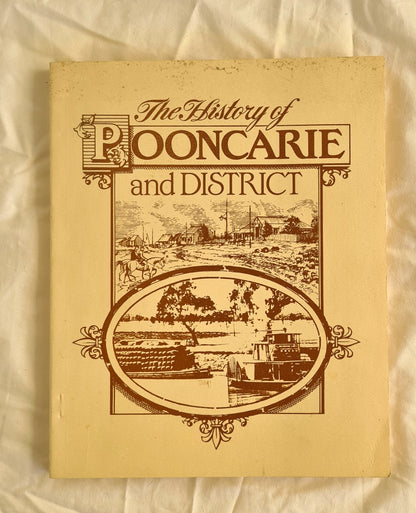 The History of
POONCARIE
and DISTRICT